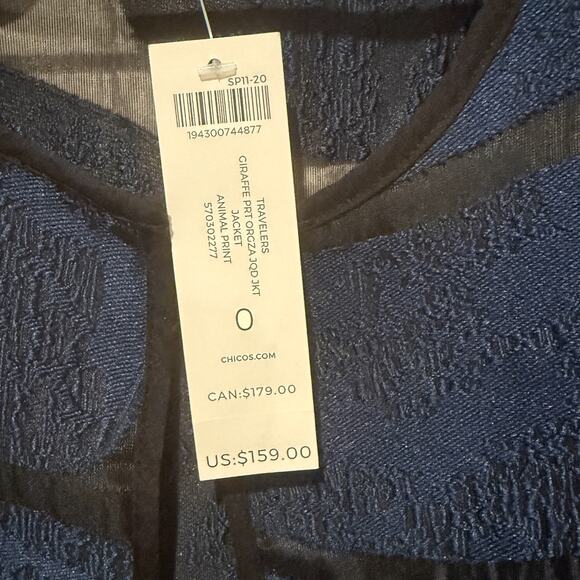 SP11-20
194300744877
TRAVELERS
GIRAFFE PRT ORGZA JQD JKT
JACKET
ANIMAL PRINT
570302277
0
CHICOS.COM
CAN:$179.00
US:$159.00